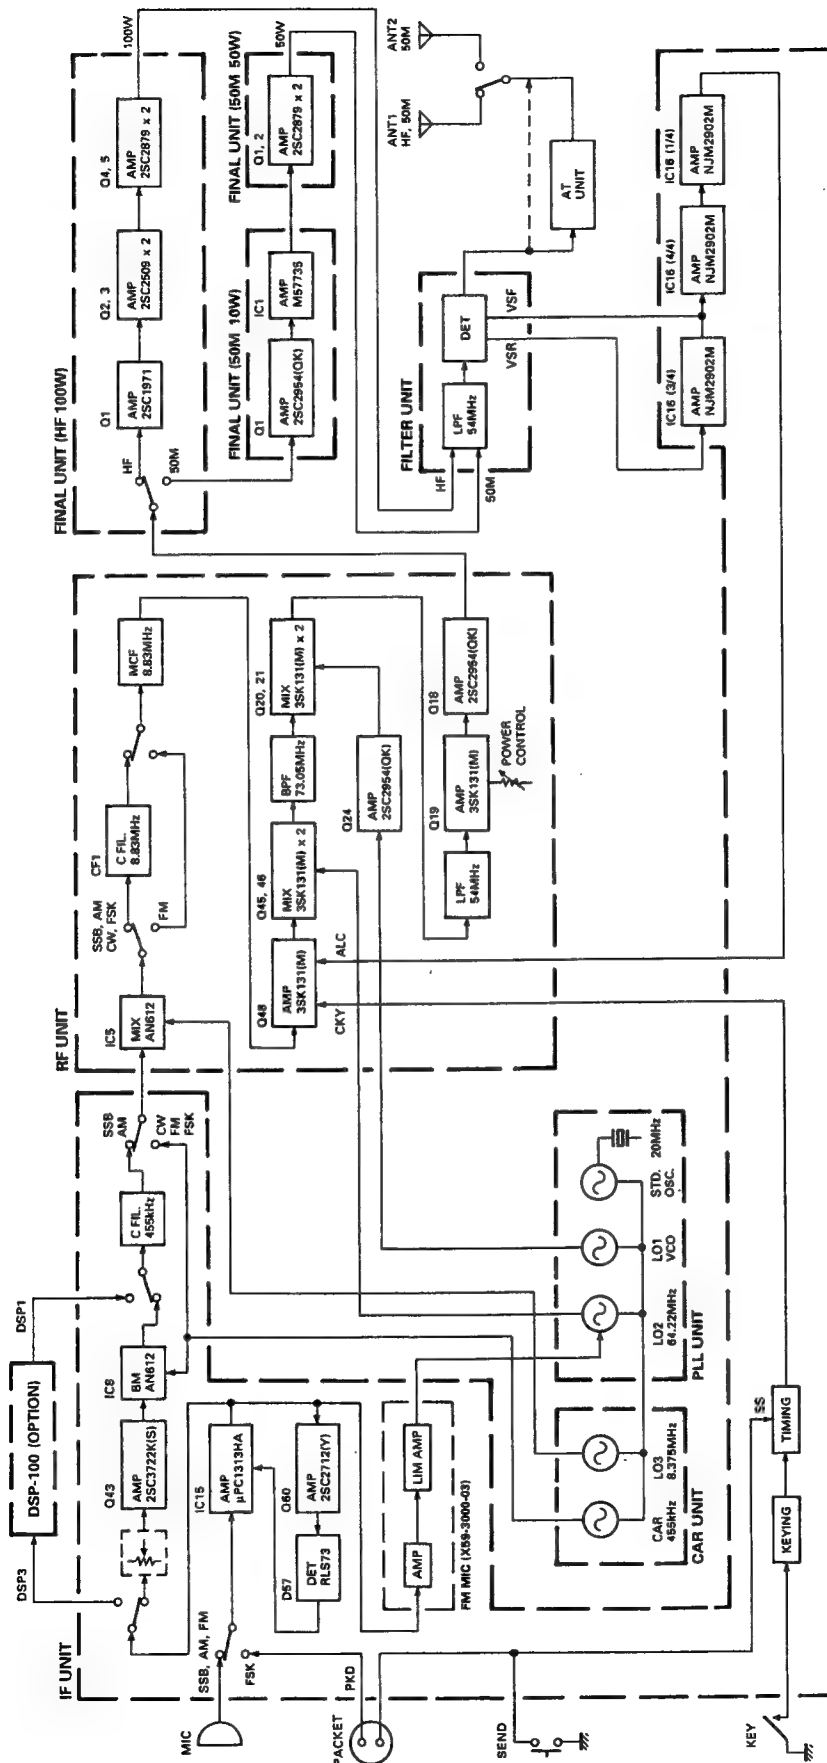 FINAL UNIT (HF 100W)
HF
50M
Q1
AMP
2SC1971
Q2, 3
AMP
2SC2509 x 2
Q4, 5
AMP
2SC2879 x 2
100W
FINAL UNIT (50M 10W)
Q1
AMP
2SC2954(QK)
IC1
AMP
M57735
FINAL UNIT (50M 50W)
Q1, 2
AMP
2SC2879 x 2
50W
FILTER UNIT
HF
50M
LPF
54MHz
DET
VSF
VSR
AT
UNIT
ANT1
HF, 50M
ANT2
50M
IC16 (3/4)
AMP
NJM2902M
IC16 (4/4)
AMP
NJM2902M
IC16 (1/4)
AMP
NJM2902M
RF UNIT
IC5
MIX
AN612
SSB, AM
CW, FSK
FM
CF1
C FIL.
8.83MHz
MCF
8.83MHz
Q48
AMP
3SK131(M)
CKY
ALC
Q45, 46
MIX
3SK131(M) x 2
BPF
73.05MHz
Q20, 21
MIX
3SK131(M) x 2
Q24
AMP
2SC2954(QK)
LPF
54MHz
Q19
AMP
3SK131(M)
POWER
CONTROL
Q18
AMP
2SC2954(QK)
DSP-100 (OPTION)
DSP3
DSP1
IF UNIT
Q43
AMP
2SC3722K(S)
IC8
BM
AN612
C FIL.
455kHz
SSB
AM
CW
FM
FSK
MIC
SSB, AM, FM
FSK
IC15
AMP
μPC1313HA
D57
DET
RLS73
Q60
AMP
2SC2712(Y)
AMP
LIM AMP
FM MIC (X59-3000-03)
PACKET
PKD
SEND
KEY
KEYING
TIMING
SS
CAR
455kHz
LO3
8.375MHz
CAR UNIT
LO2
64.22MHz
LO1
VCO
STD.
OSC.
20MHz
PLL UNIT